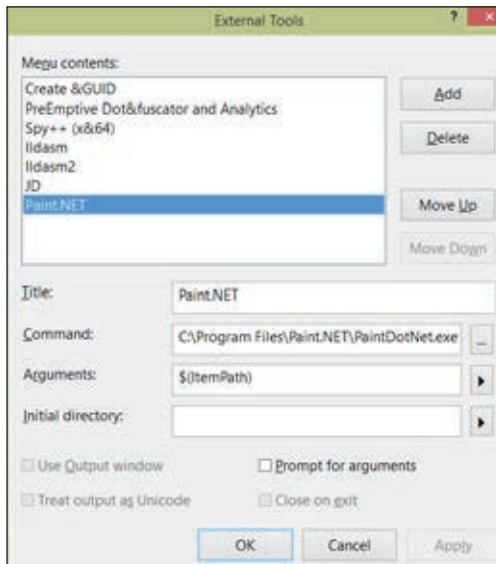 External Tools
?
Menu contents:
Create &GUID
PreEmptive Dot&fuscator and Analytics
Spy++ (x&64)
Ildasm
Ildasm2
JD
Paint.NET
Add
Delete
Move Up
Move Down
Title:
Paint.NET
Command:
C:\Program Files\Paint.NET\PaintDotNet.exe
...
Arguments:
$(ItemPath)
Initial directory:
Use Output window
Prompt for arguments
Treat output as Unicode
Close on exit
OK
Cancel
Apply